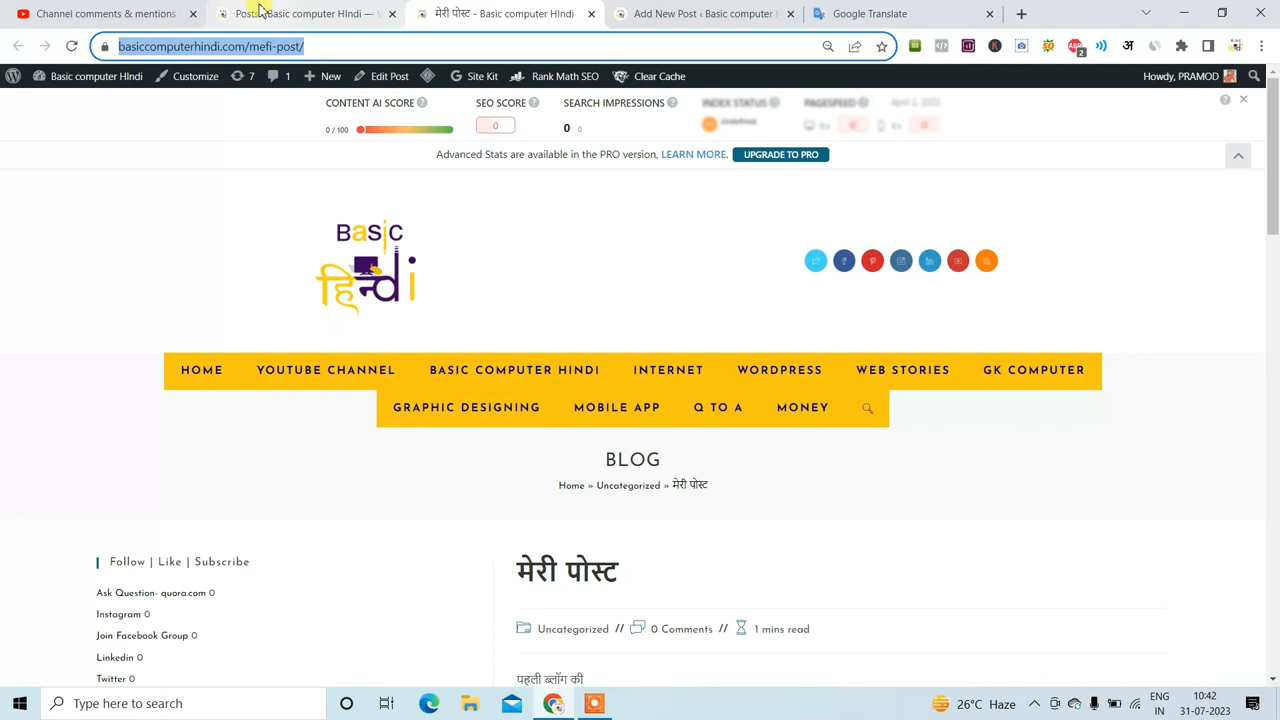 Channel comments & mentions
Posts ‹ Basic computer HIndi —
मेरी पोस्ट - Basic computer HIndi
Add New Post ‹ Basic computer H
Google Translate
basiccomputerhindi.com/mefi-post/
Basic computer HIndi
Customize
7
1
New
Edit Post
Site Kit
Rank Math SEO
Clear Cache
Howdy, PRAMOD
CONTENT AI SCORE
SEO SCORE
SEARCH IMPRESSIONS
INDEX STATUS
PAGESPEED
0 / 100
0
0 0
Advanced Stats are available in the PRO version, LEARN MORE.
UPGRADE TO PRO
Basic
हिन्दी
HOME
YOUTUBE CHANNEL
BASIC COMPUTER HINDI
INTERNET
WORDPRESS
WEB STORIES
GK COMPUTER
GRAPHIC DESIGNING
MOBILE APP
Q TO A
MONEY
BLOG
Home » Uncategorized » मेरी पोस्ट
Follow | Like | Subscribe
Ask Question- quora.com 0
Instagram 0
Join Facebook Group 0
Linkedin 0
Twitter 0
मेरी पोस्ट
Uncategorized // 0 Comments // 1 mins read
पहली ब्लॉग की
Type here to search
26°C Haze
ENG
IN
10:42
31-07-2023